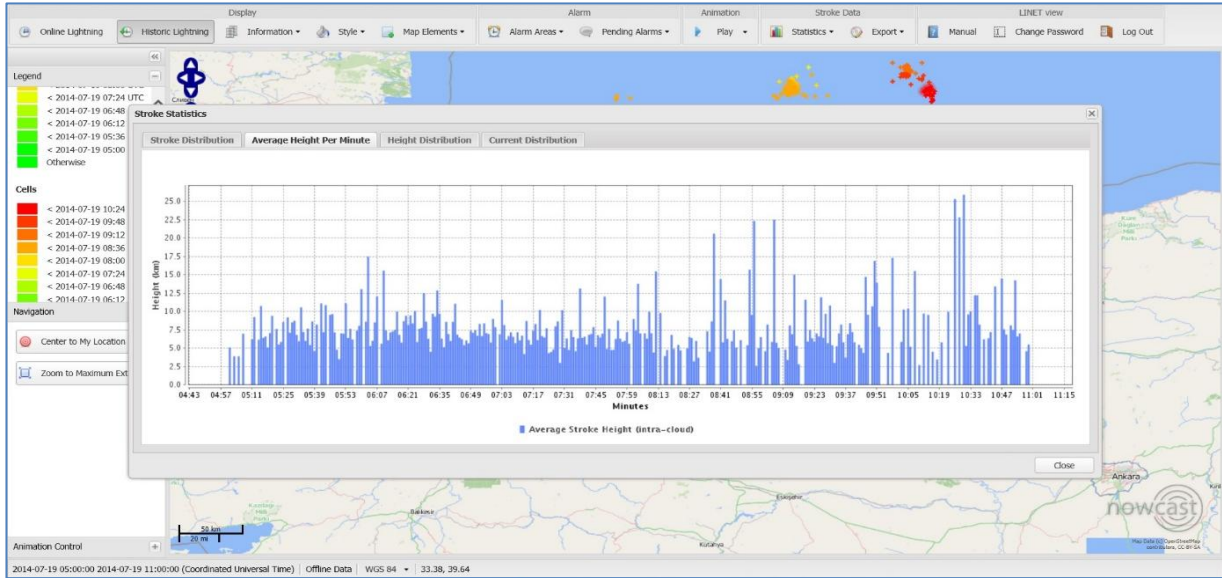 Display Alarm Animation Stroke Data LINET view
Online Lightning Historic Lightning Information Style Map Elements Alarm Areas Pending Alarms Play Statistics Export Manual Change Password Log Out
Legend
< 2014-07-19 07:24 UTC
< 2014-07-19 06:48
< 2014-07-19 06:12
< 2014-07-19 05:36
< 2014-07-19 05:00
Otherwise
Cells
< 2014-07-19 10:24
< 2014-07-19 09:48
< 2014-07-19 09:12
< 2014-07-19 08:36
< 2014-07-19 08:00
< 2014-07-19 07:24
< 2014-07-19 06:48
< 2014-07-19 06:12
Navigation
Center to My Location
Zoom to Maximum Ext
Animation Control
Stroke Statistics
Stroke Distribution Average Height Per Minute Height Distribution Current Distribution
Height (km)
25.0
22.5
20.0
17.5
15.0
12.5
10.0
7.5
5.0
2.5
0.0
04:43 04:57 05:11 05:25 05:39 05:53 06:07 06:21 06:35 06:49 07:03 07:17 07:31 07:45 07:59 08:13 08:27 08:41 08:55 09:09 09:23 09:37 09:51 10:05 10:19 10:33 10:47 11:01 11:15
Minutes
Average Stroke Height (intra-cloud)
Close
Ankara
Eskişehir
Balıkesir
Kütahya
nowcast
50 km
20 mi
Map Data (c) OpenStreetMap
contributors, CC-BY-SA
2014-07-19 05:00:00 2014-07-19 11:00:00 (Coordinated Universal Time) Offline Data WGS 84 33.38, 39.64